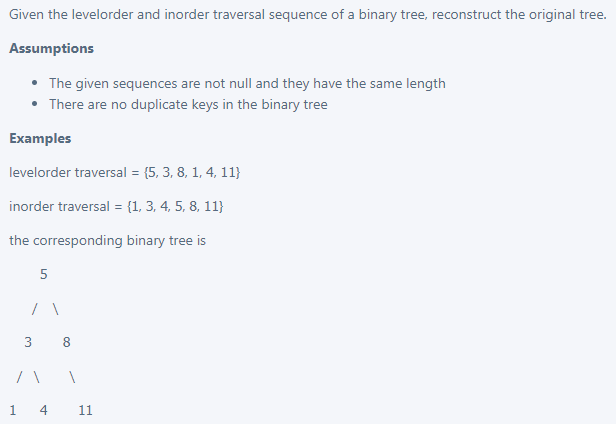 Given the levelorder and inorder traversal sequence of a binary tree, reconstruct the original tree.
Assumptions
• The given sequences are not null and they have the same length
• There are no duplicate keys in the binary tree
Examples
levelorder traversal = {5, 3, 8, 1, 4, 11}
inorder traversal = {1, 3, 4, 5, 8, 11}
the corresponding binary tree is
5
/ \
3 8
/ \ \
1 4 11